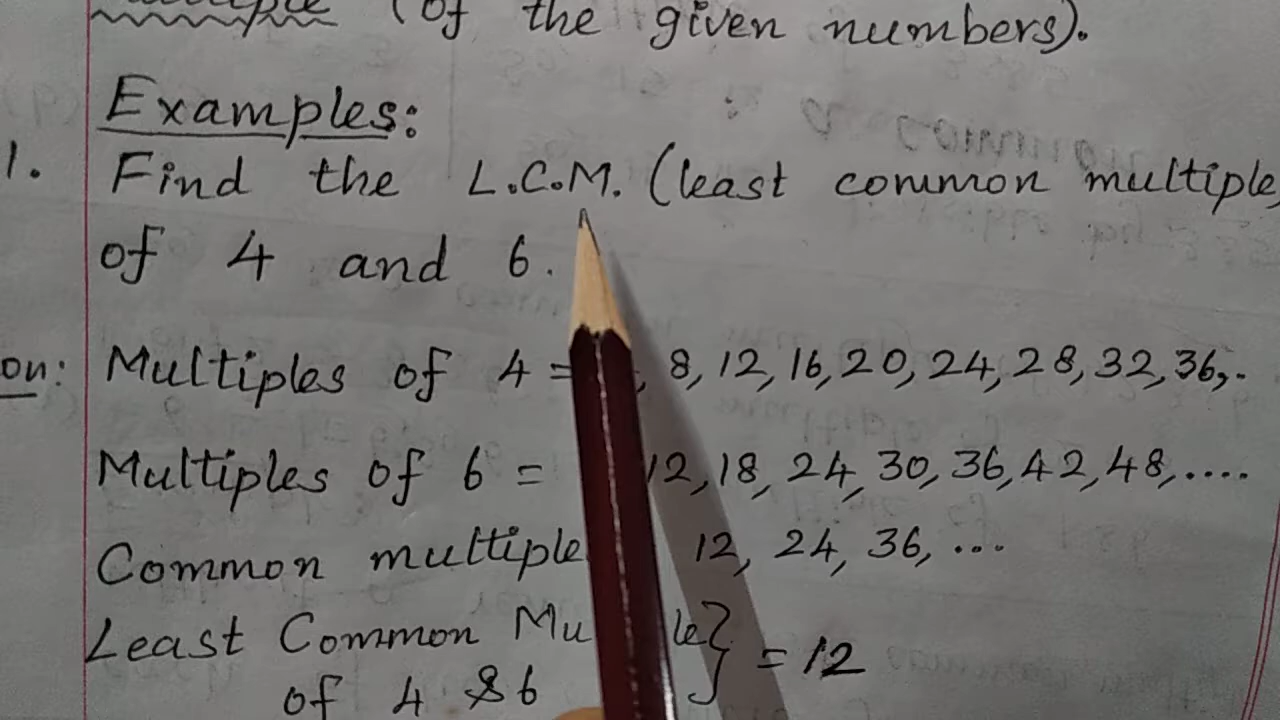 (of the given numbers).
Examples:
1. Find the L.C.M. (least common multiple
of 4 and 6.
on: Multiples of 4 = , 8, 12, 16, 20, 24, 28, 32, 36,..
Multiples of 6 = 12, 18, 24, 30, 36, 42, 48,....
Common multiple 12, 24, 36, ...
Least Common Mu le} = 12
of 4 & 6